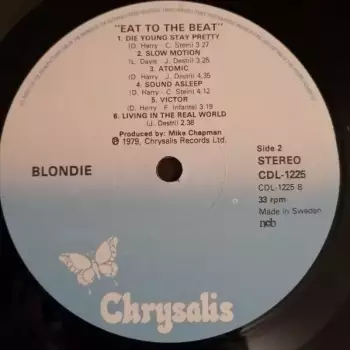 "EAT TO THE BEAT"
1. DIE YOUNG STAY PRETTY
(D. Harry - C. Stein) 3.27
2. SLOW MOTION
(L. Davis - J. Destri) 3.25
3. ATOMIC
(D. Harry - J. Destri) 4.35
4. SOUND ASLEEP
(D. Harry - C. Stein) 4.12
5. VICTOR
(D. Harry - F. Infante) 3.19
6. LIVING IN THE REAL WORLD
(J. Destri) 2.38
Produced by: Mike Chapman
℗ 1979, Chrysalis Records Ltd.
BLONDIE
Side 2
STEREO
CDL-1225
CDL-1225 B
33 rpm
Made in Sweden
ncb
Chrysalis